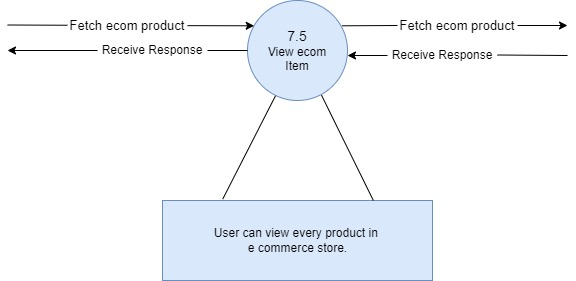 Fetch ecom product
7.5
View ecom
Item
Fetch ecom product
Receive Response
Receive Response
User can view every product in
e commerce store.